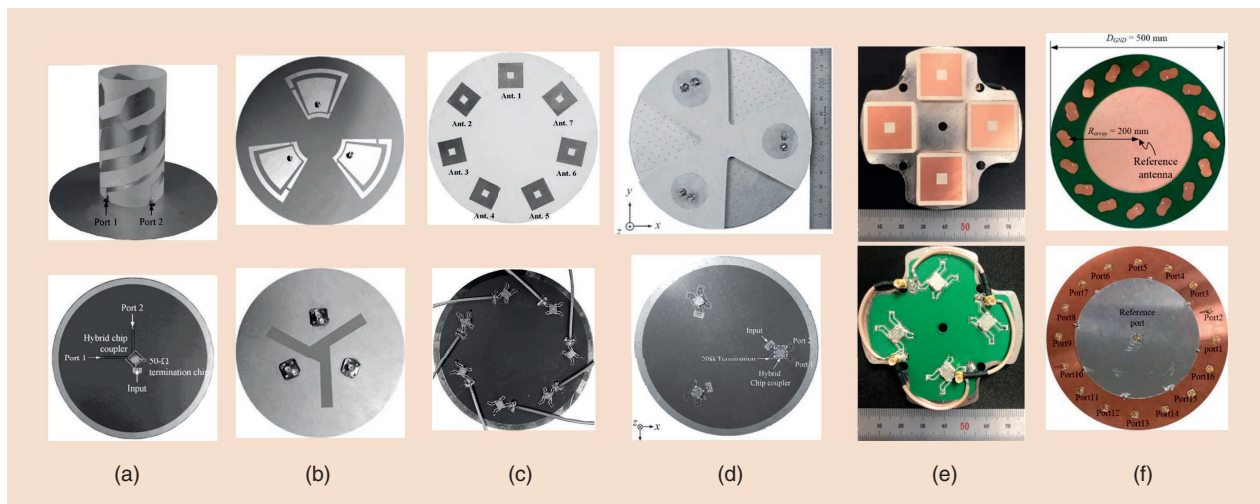 Port 1
Port 2
Ant. 1
Ant. 2
Ant. 7
Ant. 3
Ant. 6
Ant. 4
Ant. 5
y
z
x
50
D_GND = 500 mm
R_array = 200 mm
Reference
antenna
Port 2
Hybrid chip
coupler
Port 1
50-Ω
termination chip
Input
Input
Port 2
50Ω Termination
Port 1
Hybrid
Chip coupler
z
x
50
Port6
Port5
Port4
Port7
Port3
Port8
Reference
port
Port2
Port9
port1
Port10
Port16
Port11
Port15
Port12
Port14
Port13
(a)
(b)
(c)
(d)
(e)
(f)